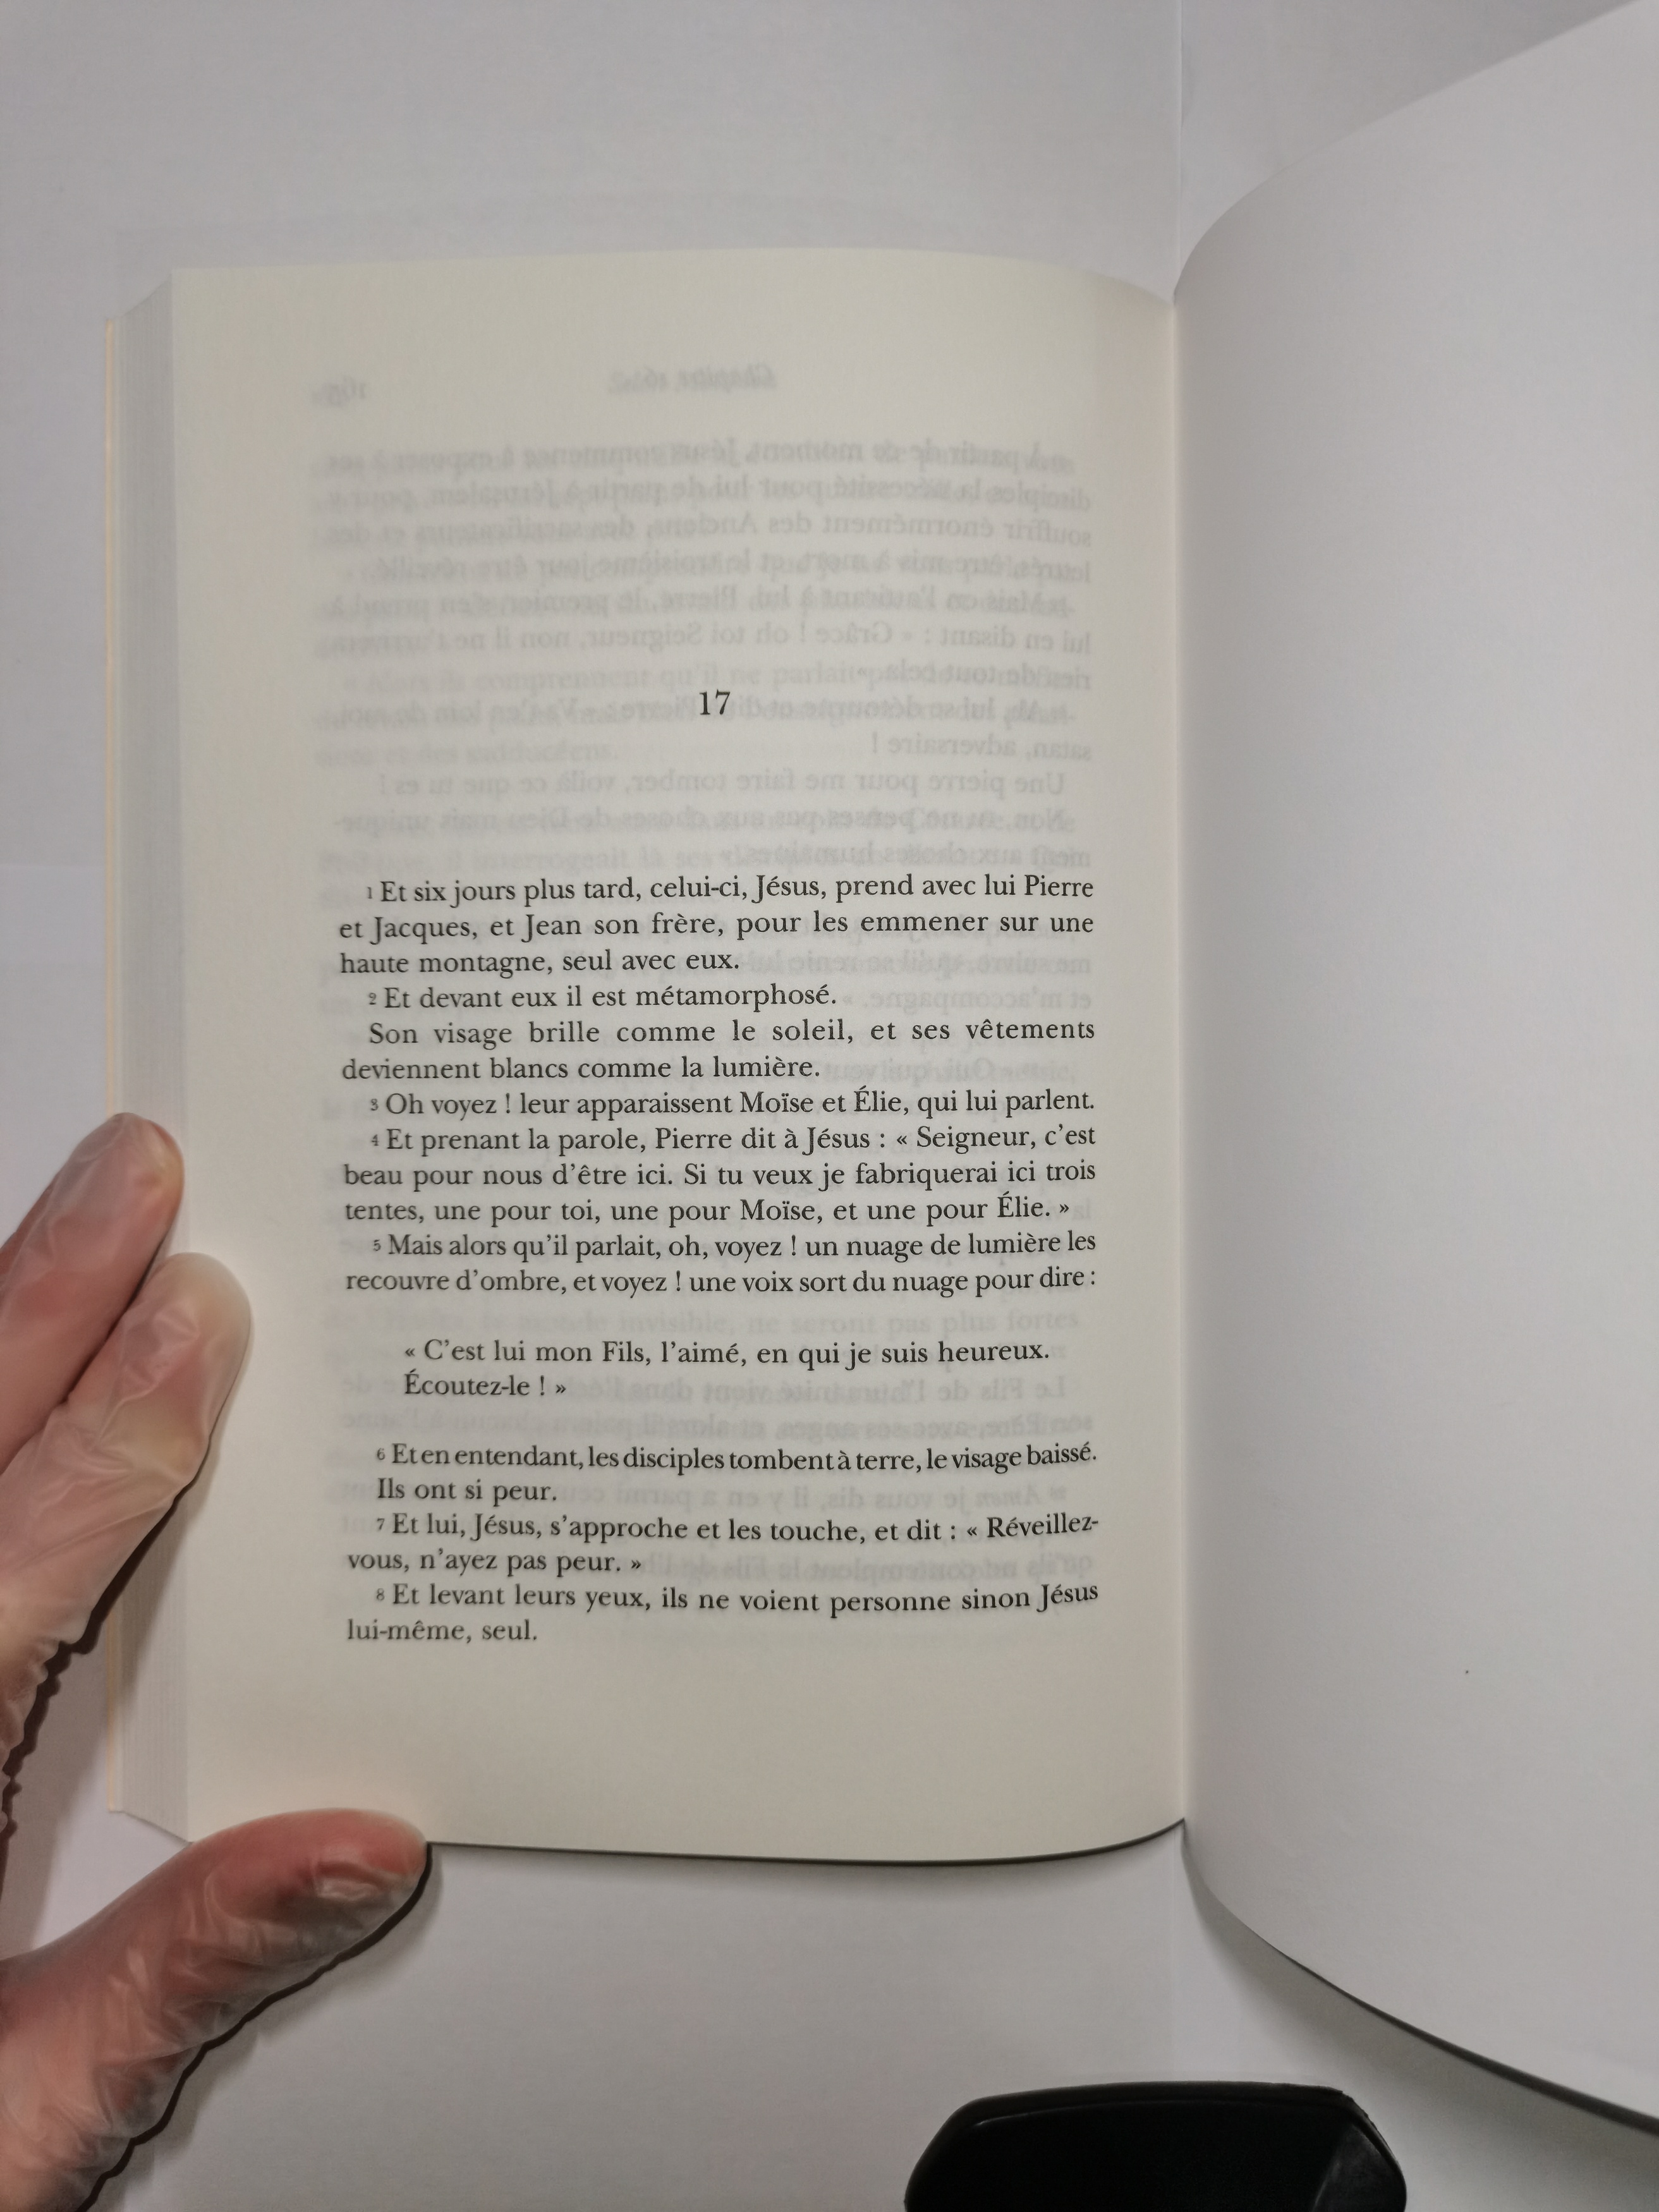 17
1 Et six jours plus tard, celui-ci, Jésus, prend avec lui Pierre
et Jacques, et Jean son frère, pour les emmener sur une
haute montagne, seul avec eux.
2 Et devant eux il est métamorphosé.
Son visage brille comme le soleil, et ses vêtements
deviennent blancs comme la lumière.
3 Oh voyez ! leur apparaissent Moïse et Élie, qui lui parlent.
4 Et prenant la parole, Pierre dit à Jésus : « Seigneur, c'est
beau pour nous d'être ici. Si tu veux je fabriquerai ici trois
tentes, une pour toi, une pour Moïse, et une pour Élie. »
5 Mais alors qu'il parlait, oh, voyez ! un nuage de lumière les
recouvre d'ombre, et voyez ! une voix sort du nuage pour dire :
« C'est lui mon Fils, l'aimé, en qui je suis heureux.
Écoutez-le ! »
6 Et en entendant, les disciples tombent à terre, le visage baissé.
Ils ont si peur.
7 Et lui, Jésus, s'approche et les touche, et dit : « Réveillez-
vous, n'ayez pas peur. »
8 Et levant leurs yeux, ils ne voient personne sinon Jésus
lui-même, seul.